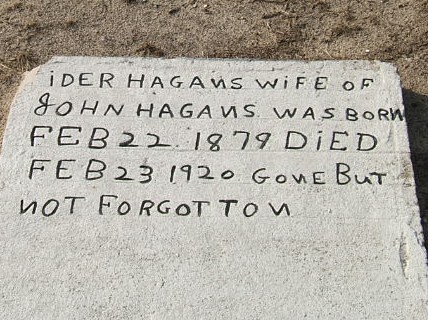 iDER HAGANS WiFE OF
JOHN HAGANS WAS BORN
FEB 22 1879 DiED
FEB 23 1920 GONE BUT
NOT FORGOTTON